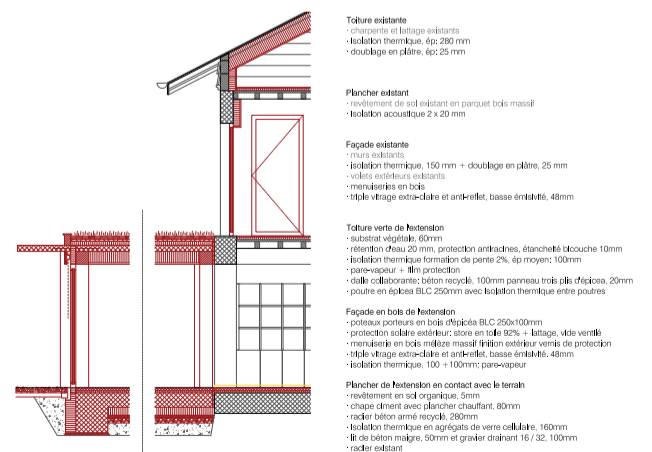 Toiture existante
· charpente et lattage existants
· isolation thermique, ép: 280 mm
· doublage en plâtre, ép: 25 mm
Plancher existant
· revêtement de sol existant en parquet bois massif
· isolation acoustique 2 x 20 mm
Façade existante
· murs existants
· isolation thermique, 150 mm + doublage en plâtre, 25 mm
· volets extérieurs existants
· menuiseries en bois
· triple vitrage extra-claire et anti-reflet, basse émisivité, 48mm
Toiture verte de l'extension
· substrat végétale, 60mm
· rétention d'eau 20 mm, protection antiracines, étancheité bicouche 10mm
· isolation thermique formation de pente 2%, ép moyen: 100mm
· pare-vapeur + film protection
· dalle collaborante: béton recyclé, 100mm panneau trois plis d'épicea, 20mm
· poutre en épicea BLC 250mm avec isolation thermique entre poutres
Façade en bois de l'extension
· poteaux porteurs en bois d'épicéa BLC 250x100mm
· protection solaire extérieur: store en toile 92% + lattage, vide ventilé
· menuiserie en bois mélèze massif finition extérieur vernis de protection
· triple vitrage extra-claire et anti-reflet, basse émisivité. 48mm
· isolation thermique, 100 +100mm; pare-vapeur
Plancher de l'extension en contact avec le terrain
· revêtement en sol organique, 5mm
· chape ciment avec plancher chauffant, 80mm
· radier béton armé recyclé, 280mm
· isolation thermique en agrégats de verre cellulaire, 160mm
· lit de béton maigre, 50mm et gravier drainant 16 / 32, 100mm
· radier existant